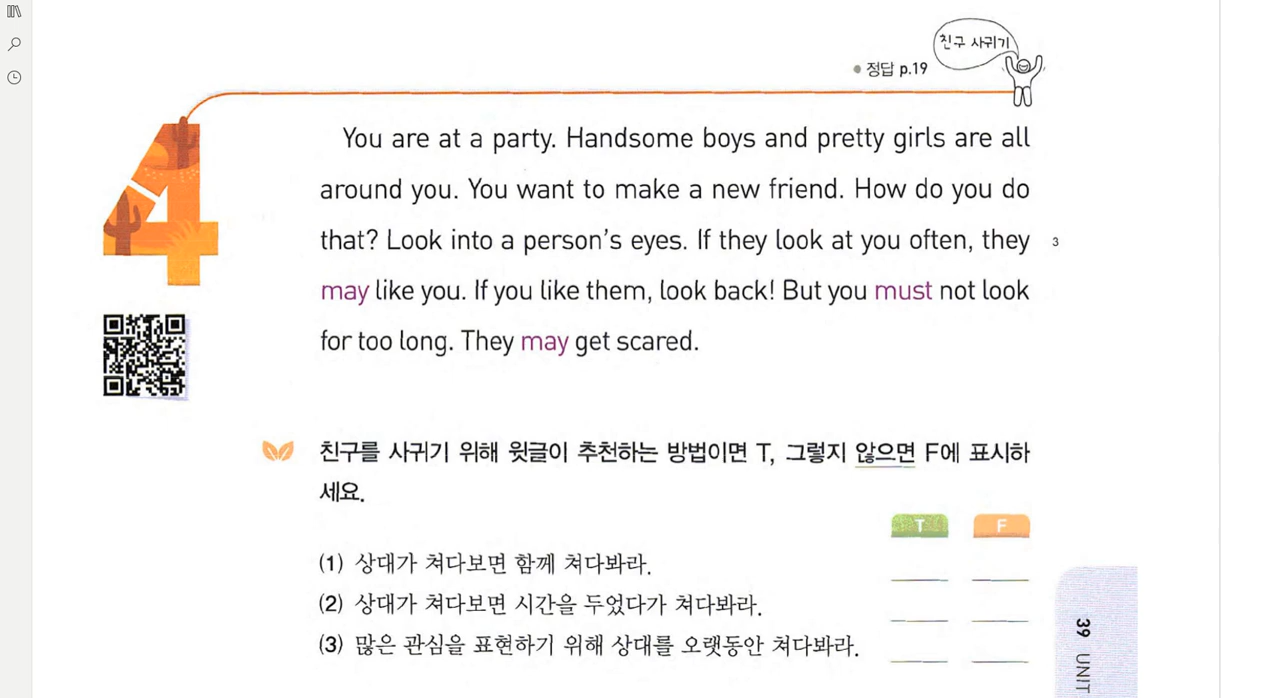 친구 사귀기
정답 p.19
4
You are at a party. Handsome boys and pretty girls are all
around you. You want to make a new friend. How do you do
that? Look into a person's eyes. If they look at you often, they
3
may like you. If you like them, look back! But you must not look
for too long. They may get scared.
친구를 사귀기 위해 윗글이 추천하는 방법이면 T, 그렇지 않으면 F에 표시하
세요.
T F
(1) 상대가 쳐다보면 함께 쳐다봐라.
(2) 상대가 쳐다보면 시간을 두었다가 쳐다봐라.
(3) 많은 관심을 표현하기 위해 상대를 오랫동안 쳐다봐라.
39 UNIT